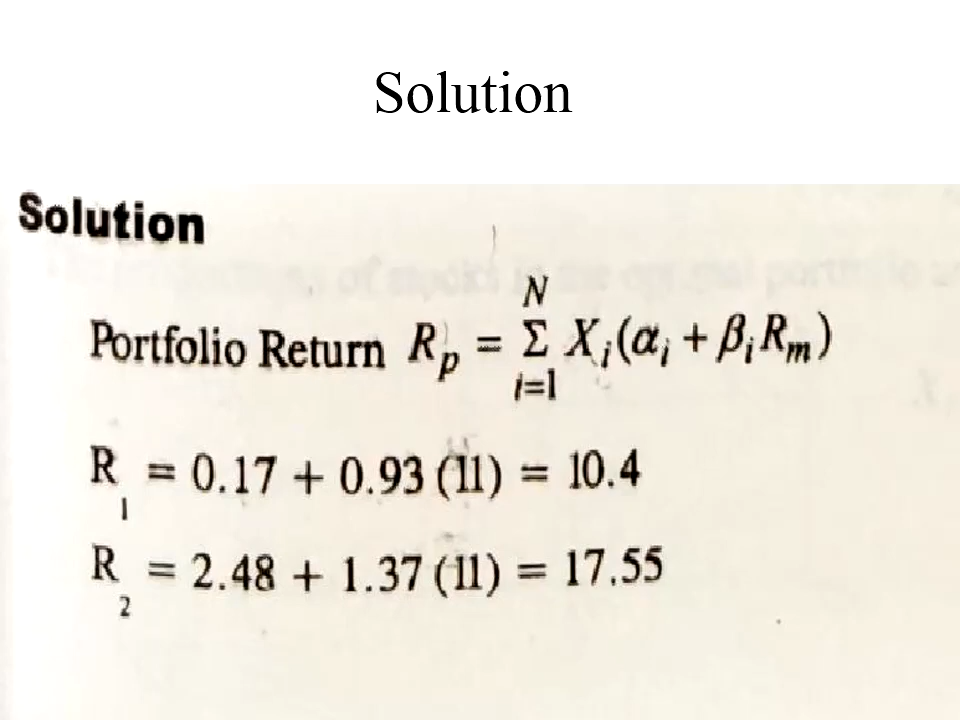 Solution
Solution
Portfolio Return R_p = Σ_{i=1}^{N} X_i(α_i + β_i R_m)
R_1 = 0.17 + 0.93 (11) = 10.4
R_2 = 2.48 + 1.37 (11) = 17.55